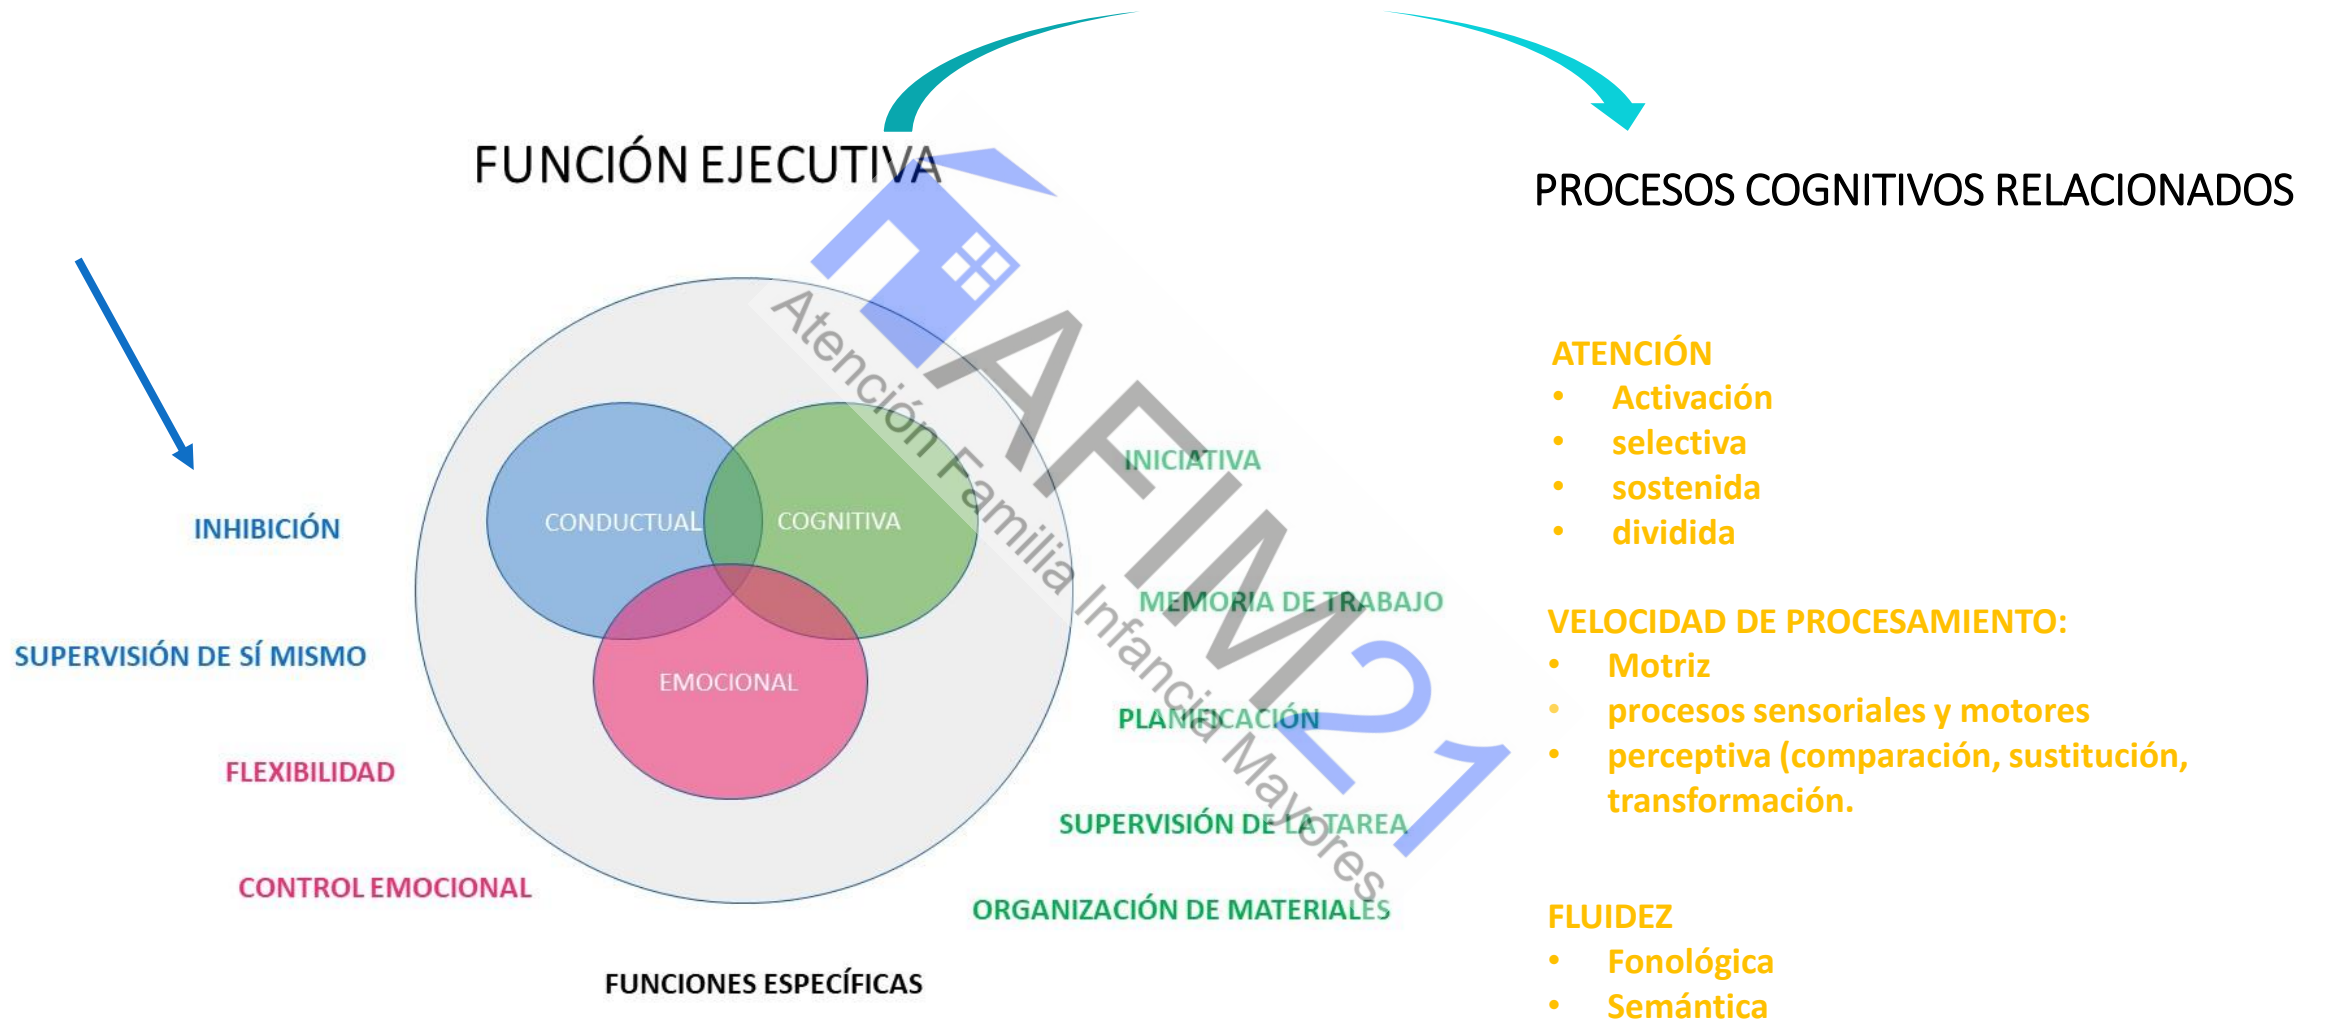 FUNCIÓN EJECUTIVA
PROCESOS COGNITIVOS RELACIONADOS
CONDUCTUAL
COGNITIVA
EMOCIONAL
INHIBICIÓN
SUPERVISIÓN DE SÍ MISMO
FLEXIBILIDAD
CONTROL EMOCIONAL
INICIATIVA
MEMORIA DE TRABAJO
PLANIFICACIÓN
SUPERVISIÓN DE LA TAREA
ORGANIZACIÓN DE MATERIALES
FUNCIONES ESPECÍFICAS
ATENCIÓN
• Activación
• selectiva
• sostenida
• dividida
VELOCIDAD DE PROCESAMIENTO:
• Motriz
• procesos sensoriales y motores
• perceptiva (comparación, sustitución,
transformación.
FLUIDEZ
• Fonológica
• Semántica
AFIM21
Atención Familia Infancia Mayores